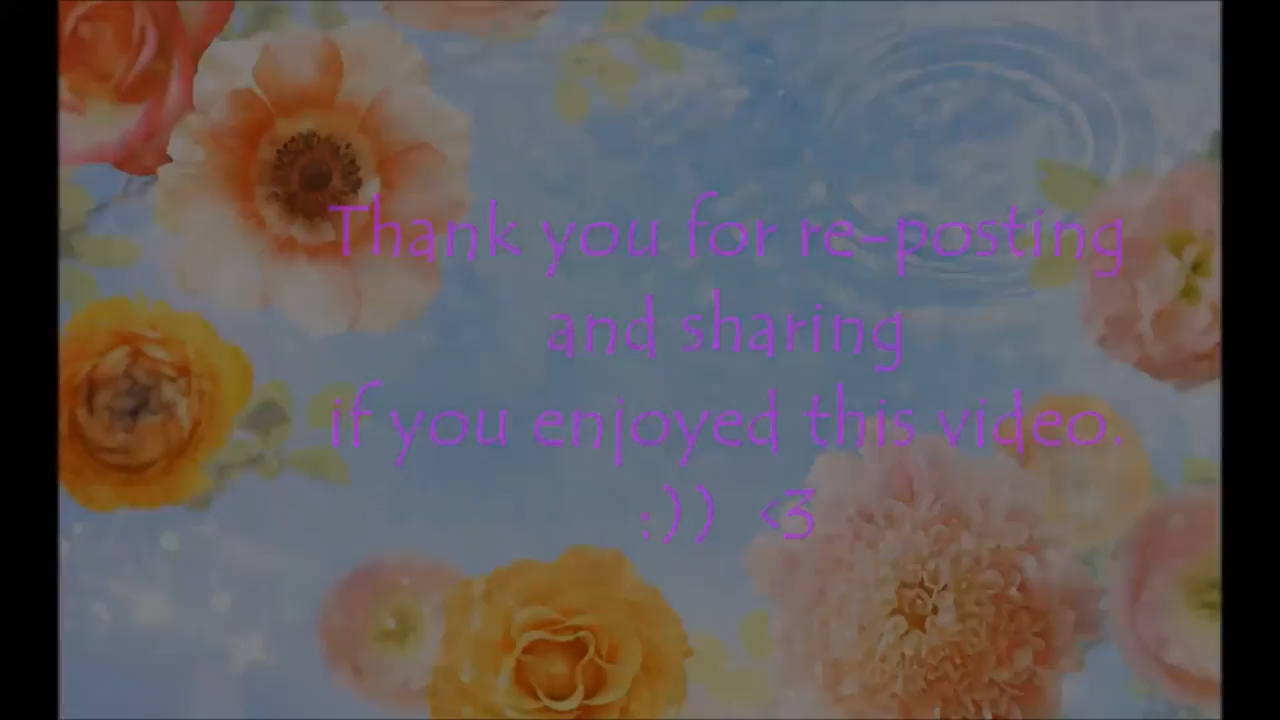 Thank you for re-posting
and sharing
if you enjoyed this video.
:)) <3